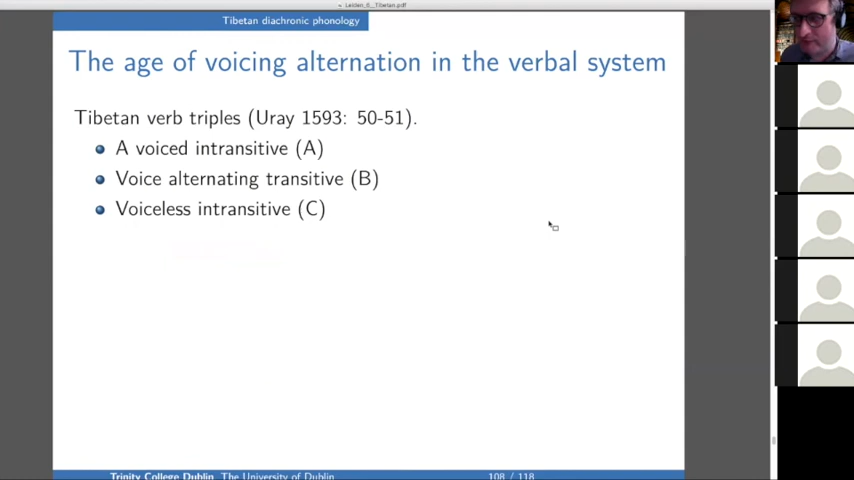 Leiden_6__Tibetan.pdf
Tibetan diachronic phonology
The age of voicing alternation in the verbal system
Tibetan verb triples (Uray 1593: 50-51).
A voiced intransitive (A)
Voice alternating transitive (B)
Voiceless intransitive (C)
Trinity College Dublin, The University of Dublin
108 / 118